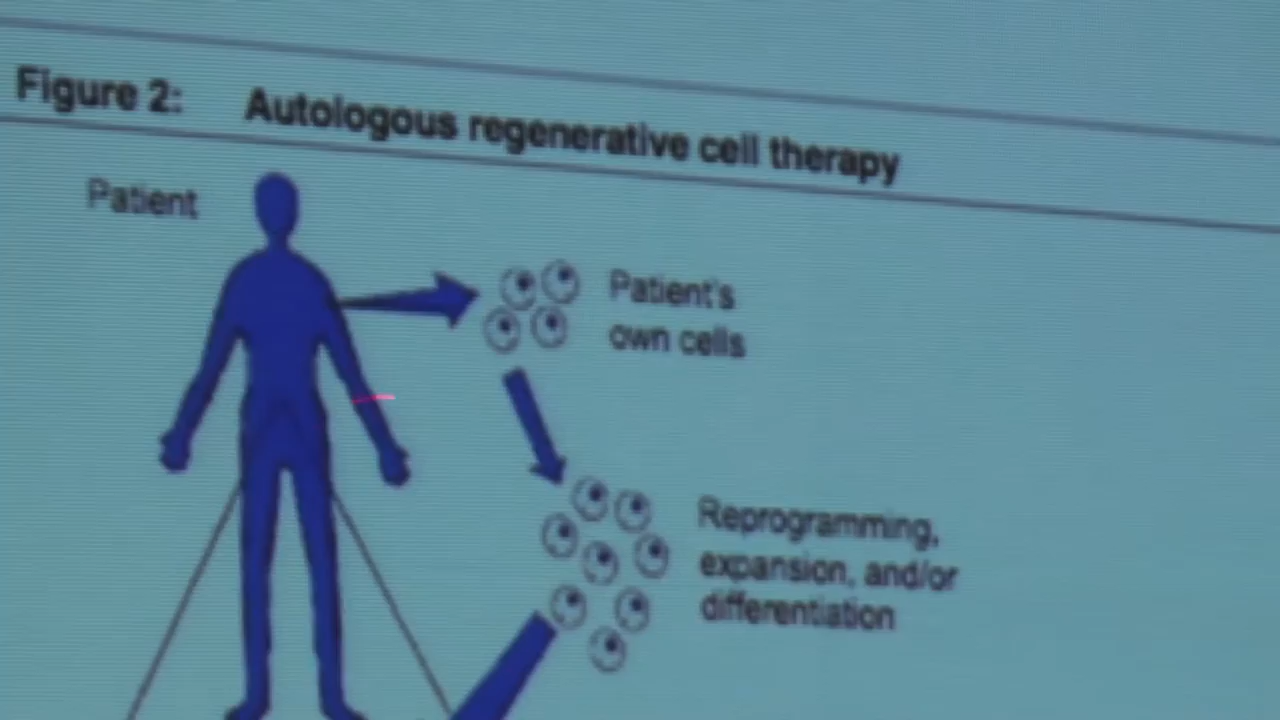 Figure 2: Autologous regenerative cell therapy
Patient
Patient's
own cells
Reprogramming,
expansion, and/or
differentiation